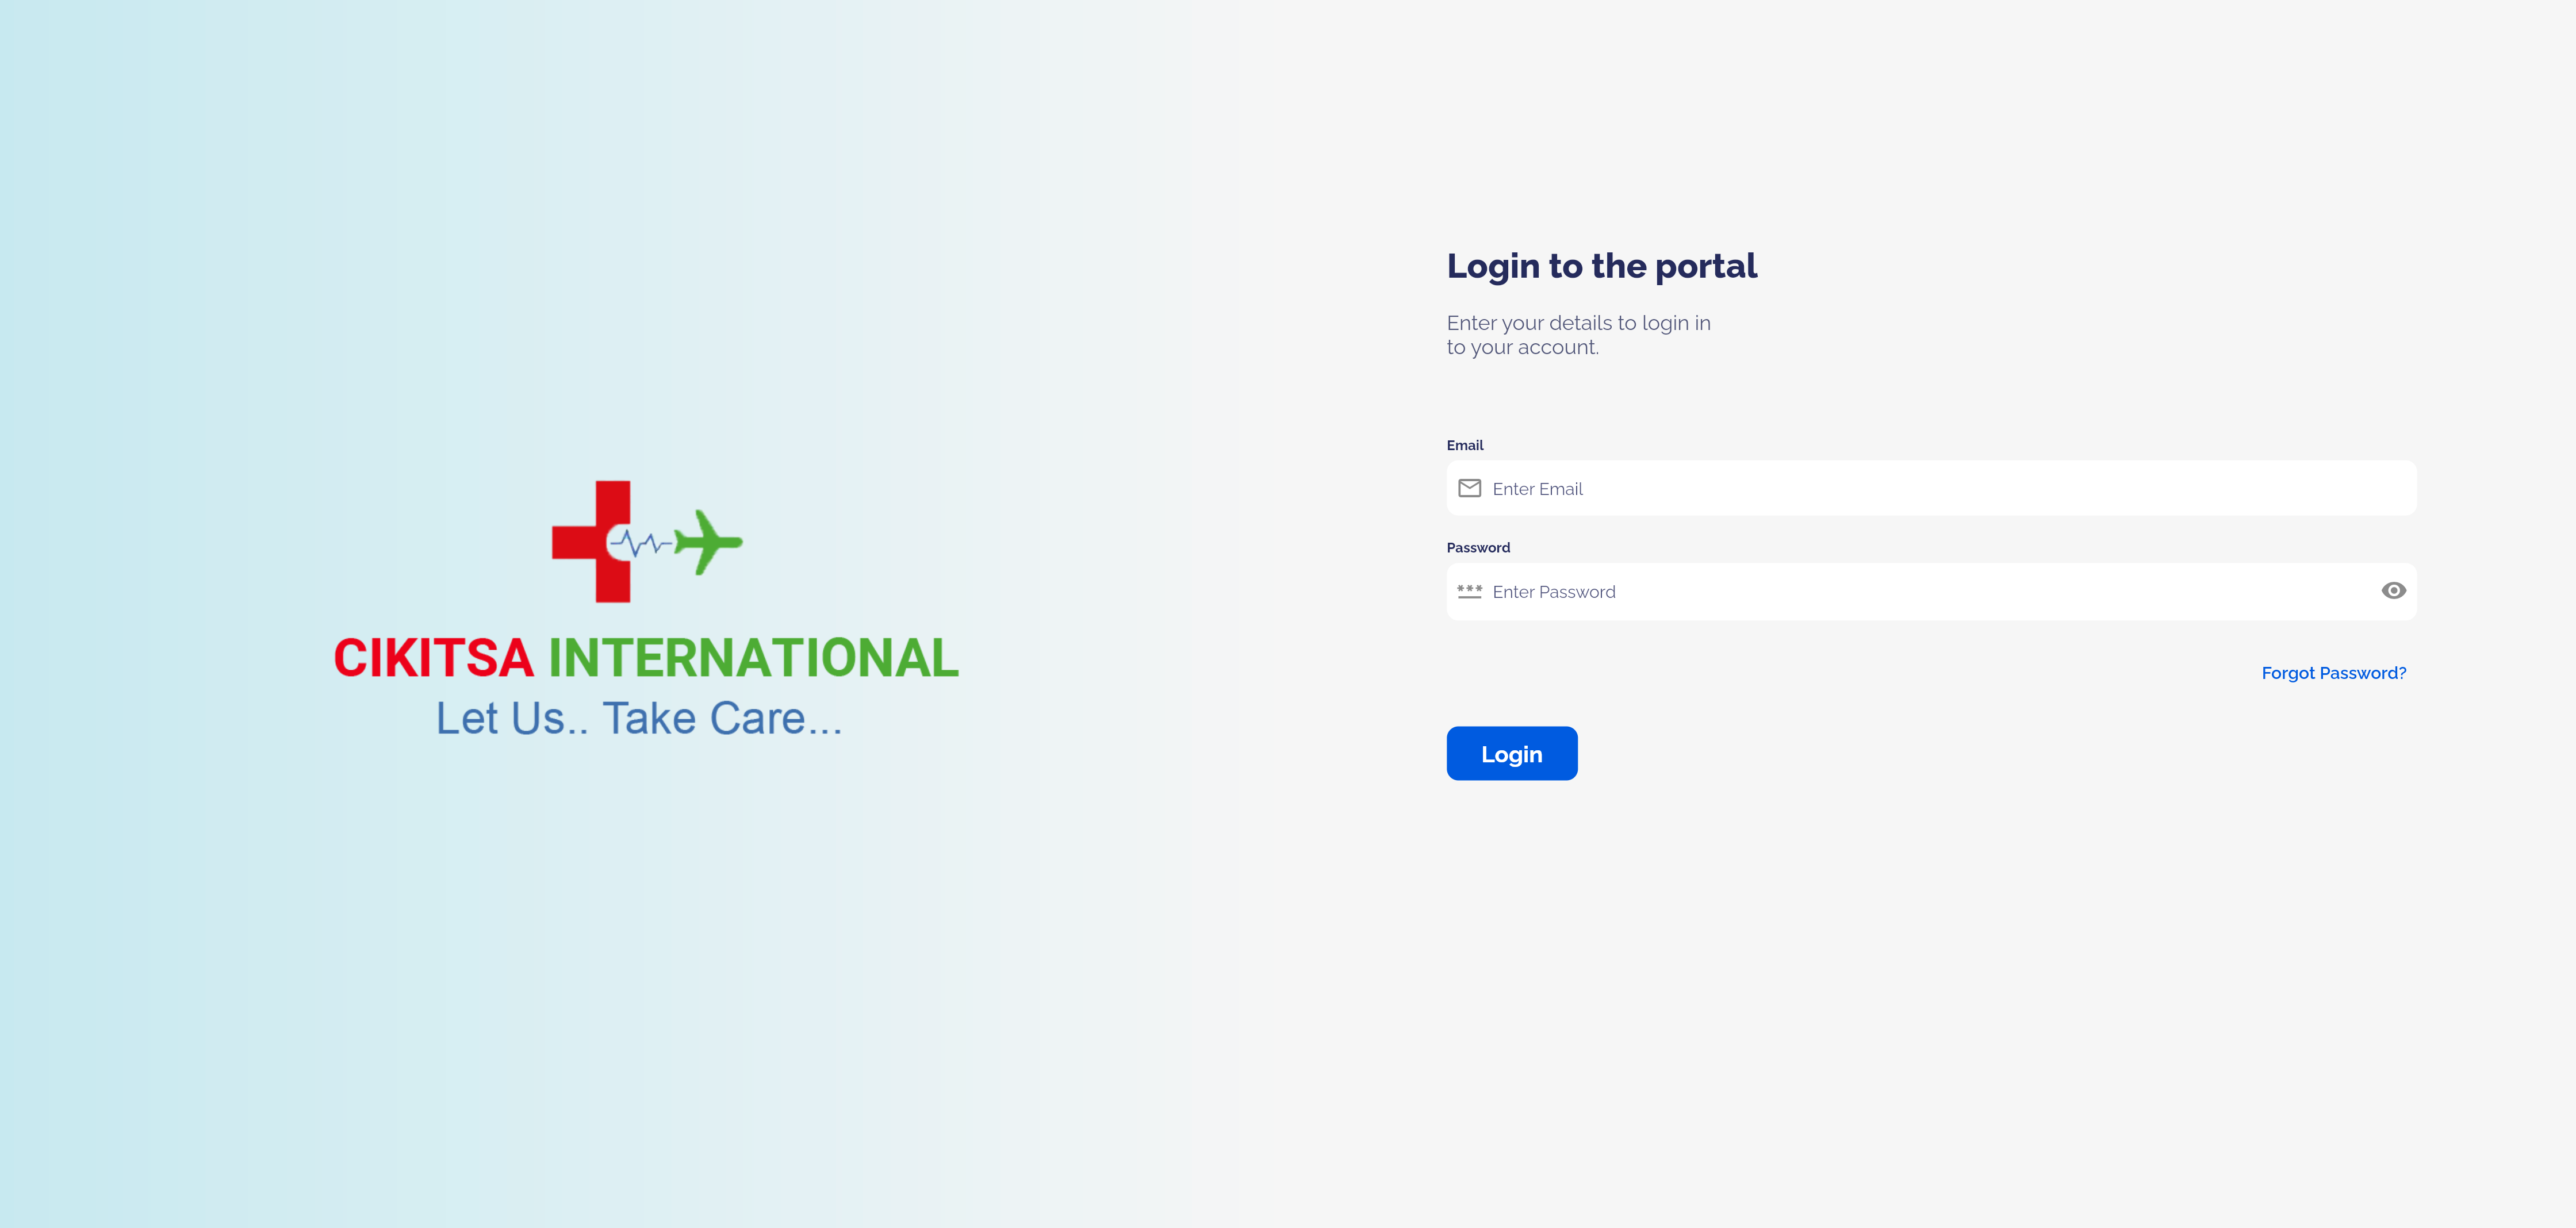 CIKITSA INTERNATIONAL
Let Us.. Take Care...
Login to the portal
Enter your details to login in
to your account.
Email
Enter Email
Password
*** Enter Password
Forgot Password?
Login